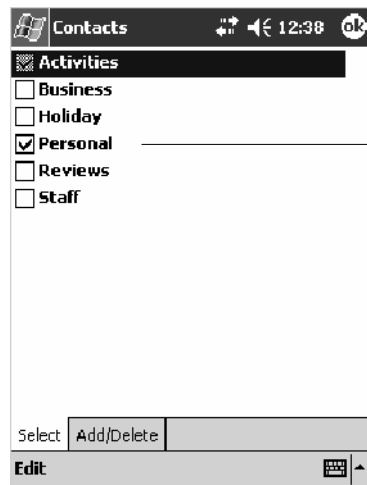 Contacts 12:38 ok
Activities
Business
Holiday
Personal
Reviews
Staff
Select Add/Delete
Edit